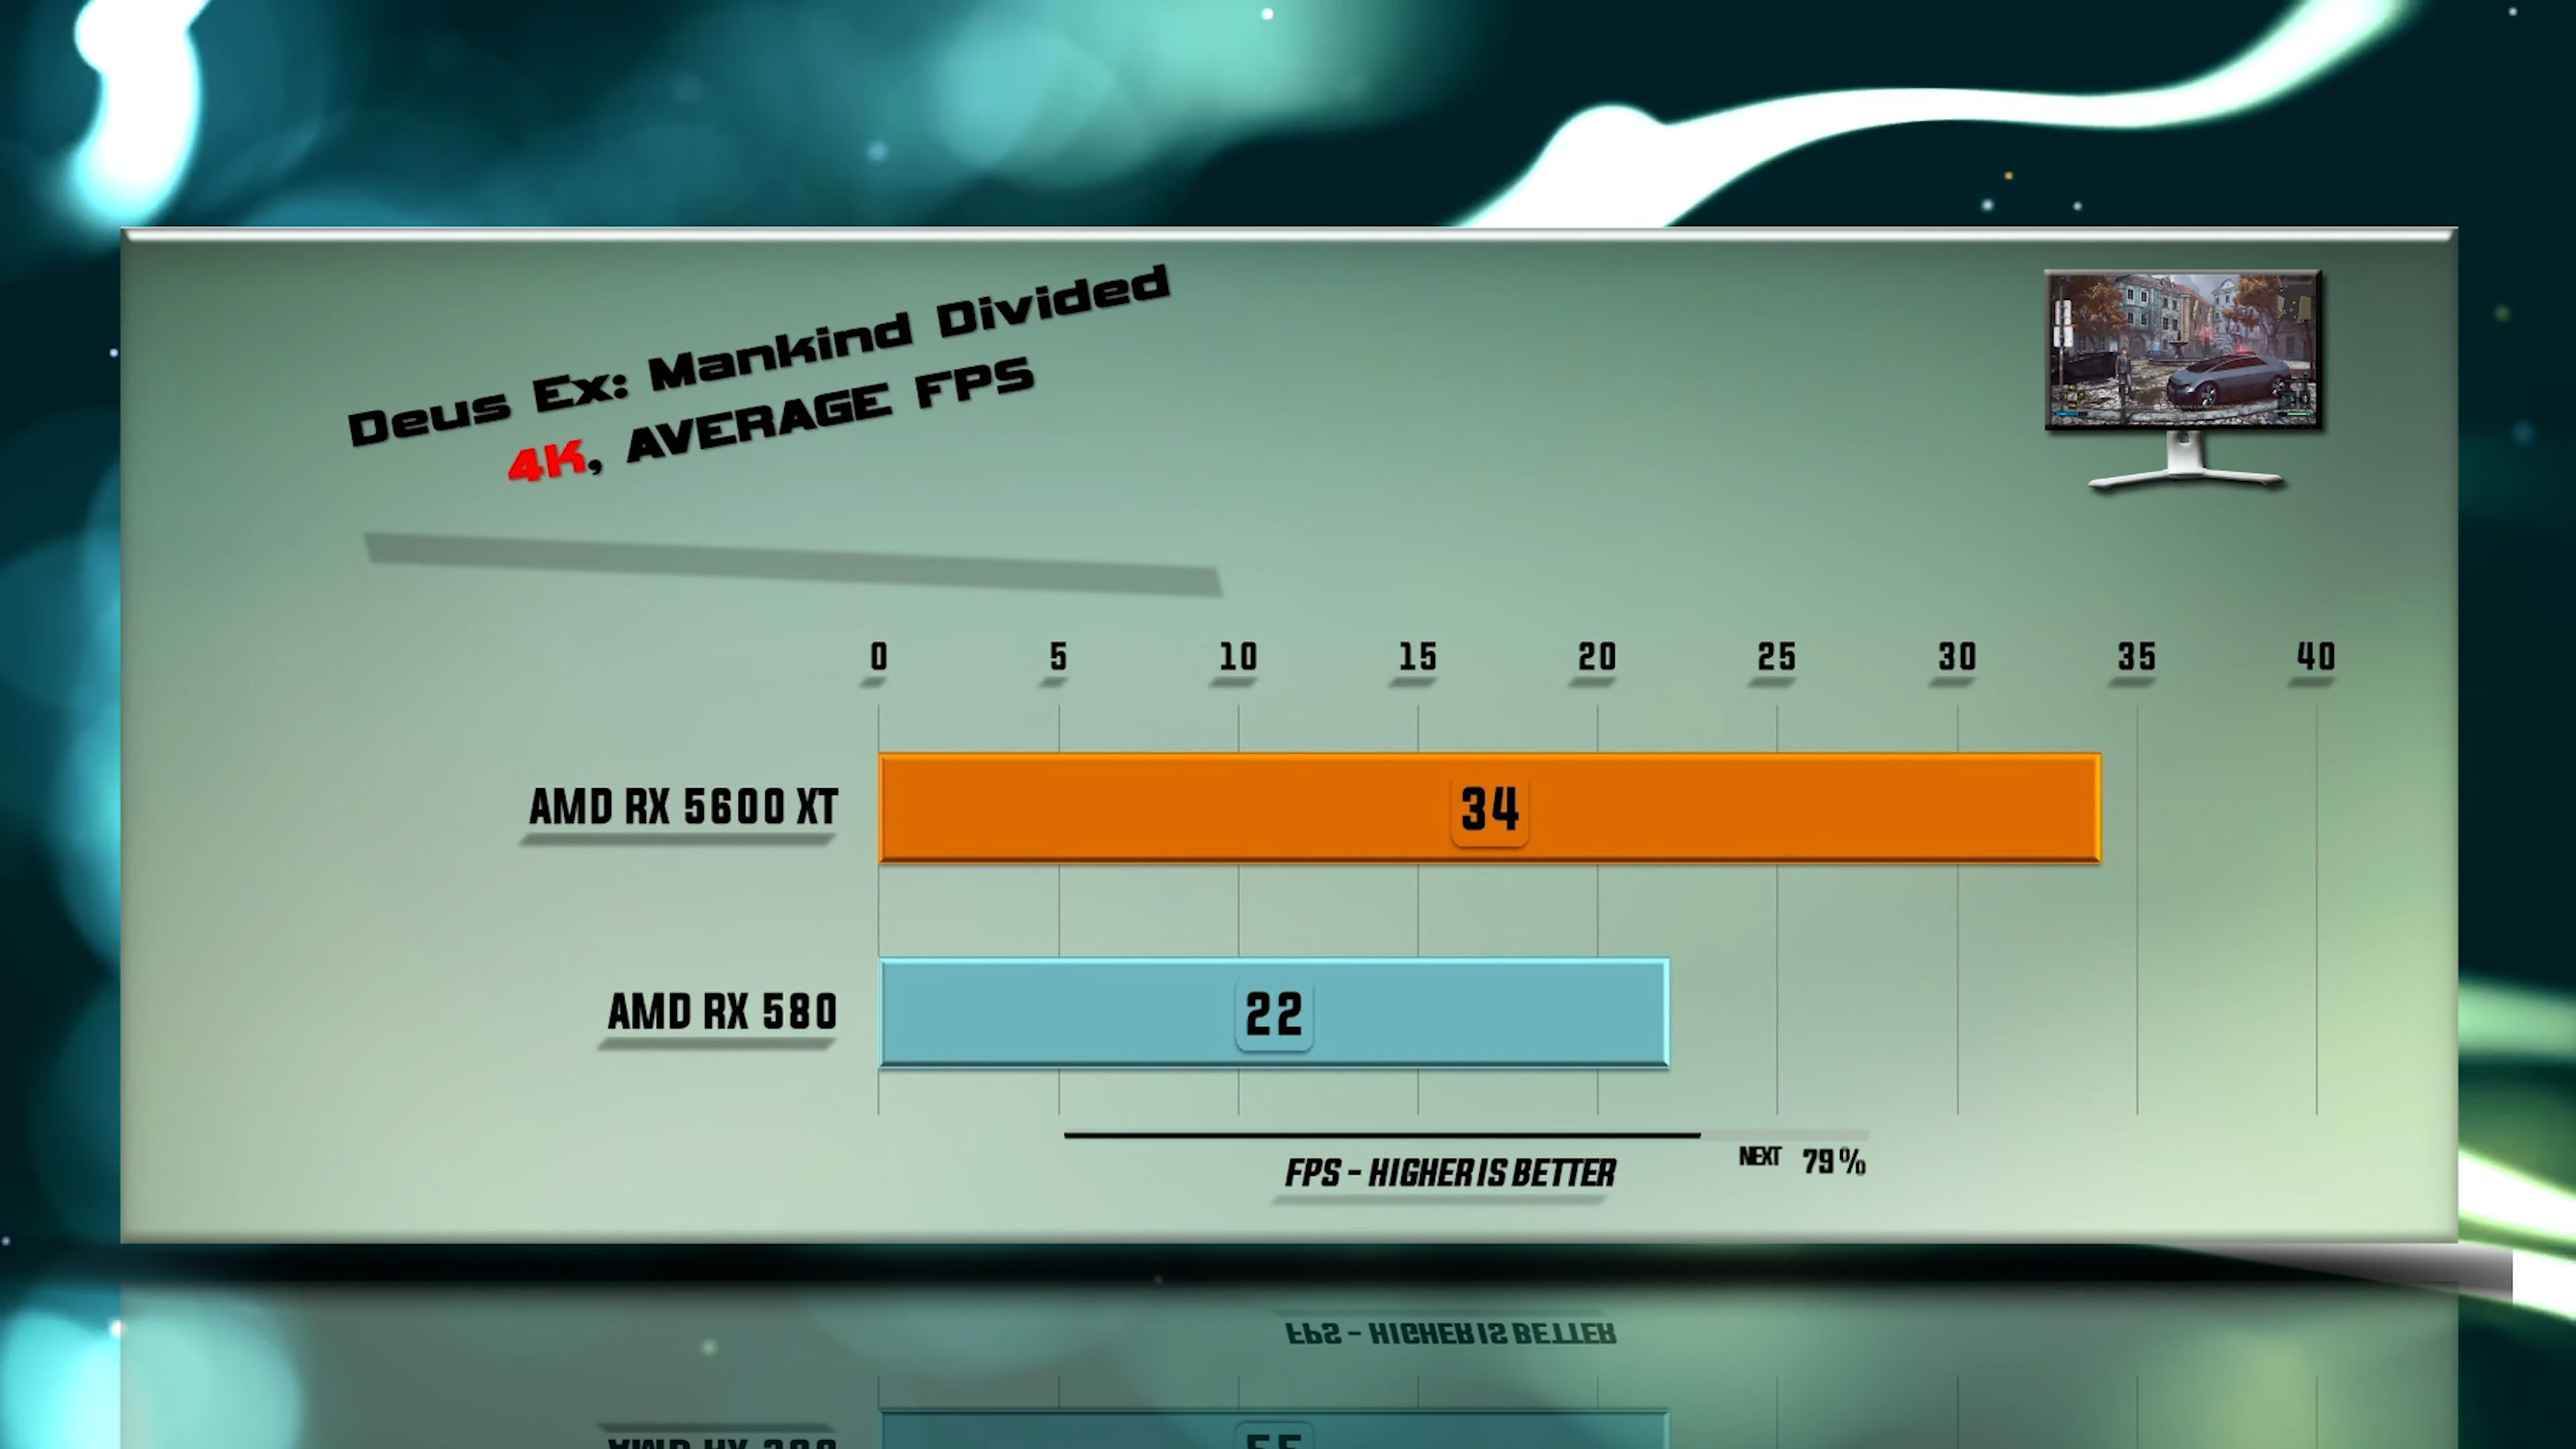 Deus Ex: Mankind Divided
4K, AVERAGE FPS
0 5 10 15 20 25 30 35 40
AMD RX 5600 XT 34
AMD RX 580 22
FPS - HIGHER IS BETTER
NEXT 79%